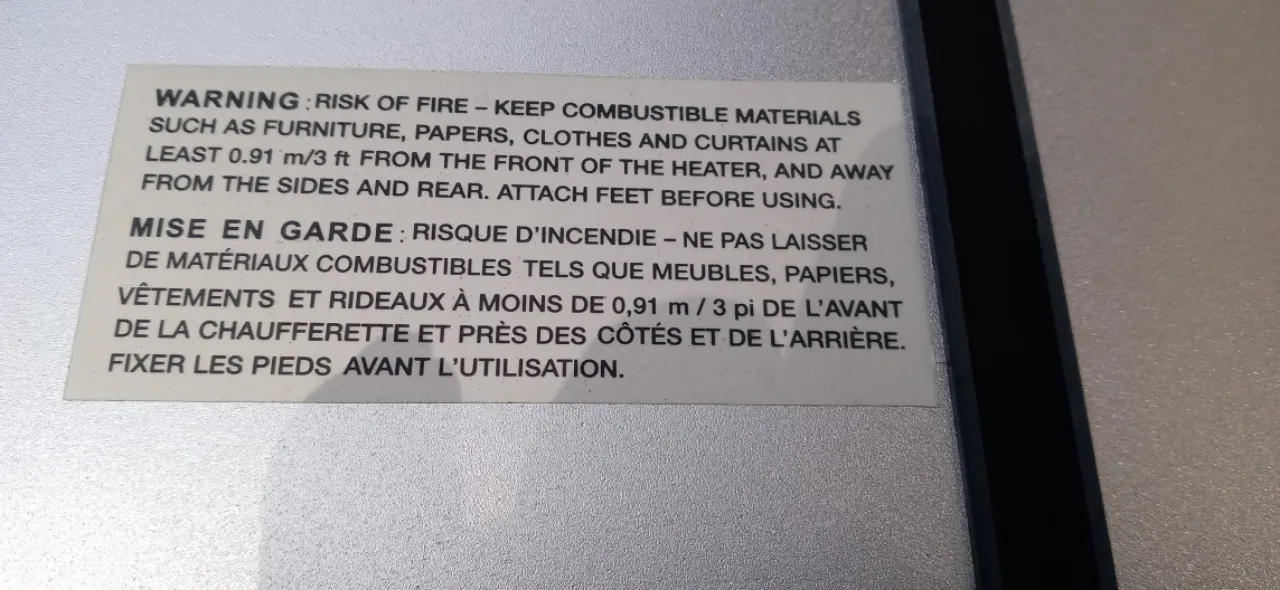 WARNING : RISK OF FIRE – KEEP COMBUSTIBLE MATERIALS
SUCH AS FURNITURE, PAPERS, CLOTHES AND CURTAINS AT
LEAST 0.91 m/3 ft FROM THE FRONT OF THE HEATER, AND AWAY
FROM THE SIDES AND REAR. ATTACH FEET BEFORE USING.
MISE EN GARDE : RISQUE D'INCENDIE – NE PAS LAISSER
DE MATÉRIAUX COMBUSTIBLES TELS QUE MEUBLES, PAPIERS,
VÊTEMENTS ET RIDEAUX À MOINS DE 0,91 m / 3 pi DE L'AVANT
DE LA CHAUFFERETTE ET PRÈS DES CÔTÉS ET DE L'ARRIÈRE.
FIXER LES PIEDS AVANT L'UTILISATION.